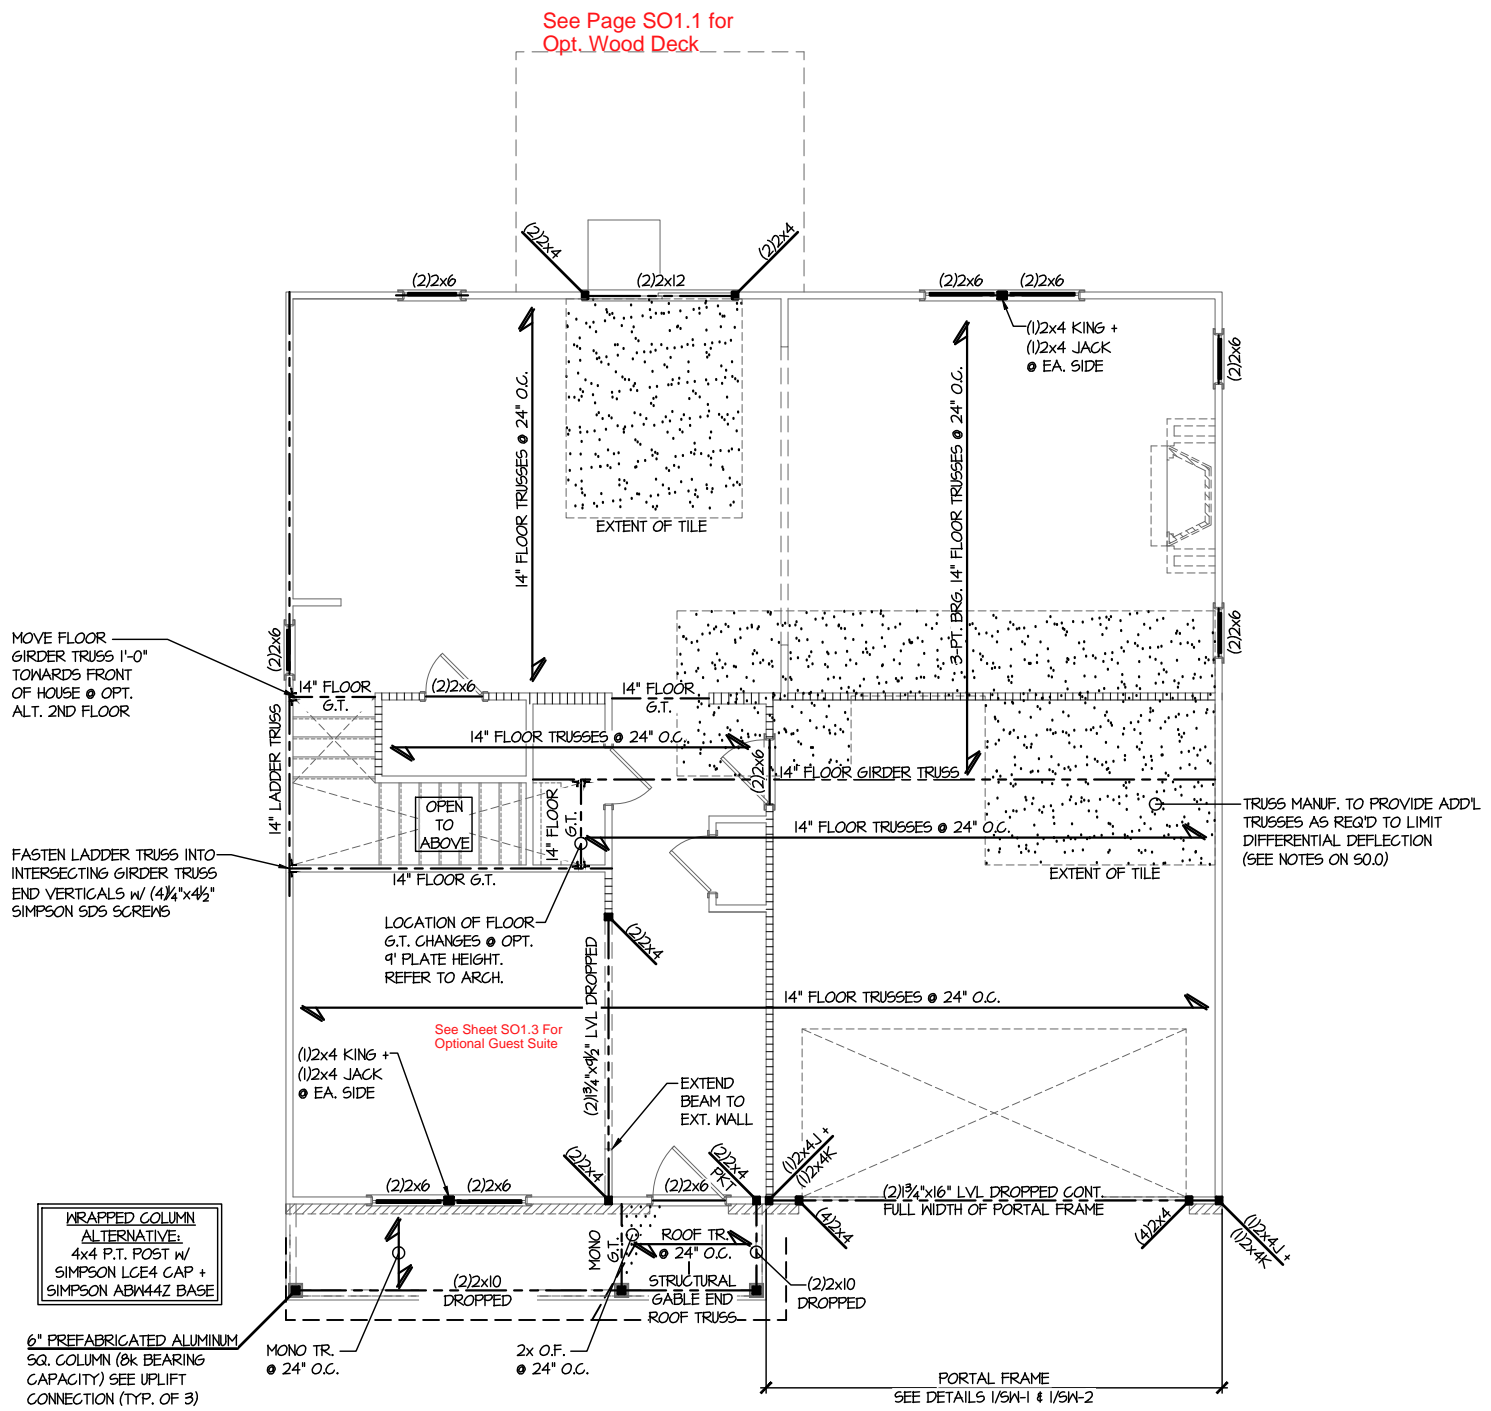 See Page SO1.1 for
Opt. Wood Deck
(2)2x4
(2)2x4
(2)2x6
(2)2x12
(2)2x6
(2)2x6
(1)2x4 KING +
(1)2x4 JACK
@ EA. SIDE
(2)2x6
14" FLOOR TRUSSES @ 24" O.C.
3-PT. BRG. 14" FLOOR TRUSSES @ 24" O.C.
EXTENT OF TILE
MOVE FLOOR
GIRDER TRUSS 1'-0"
TOWARDS FRONT
OF HOUSE @ OPT.
ALT. 2ND FLOOR
(2)2x6
(2)2x6
14" FLOOR
G.T.
(2)2x6
14" FLOOR
G.T.
14" FLOOR TRUSSES @ 24" O.C.
(2)2x6
14" FLOOR GIRDER TRUSS
14" LADDER TRUSS
OPEN
TO
ABOVE
14" FLOOR
G.T.
14" FLOOR TRUSSES @ 24" O.C.
TRUSS MANUF. TO PROVIDE ADD'L
TRUSSES AS REQ'D TO LIMIT
DIFFERENTIAL DEFLECTION
(SEE NOTES ON S0.0)
FASTEN LADDER TRUSS INTO
INTERSECTING GIRDER TRUSS
END VERTICALS W/ (4)1/4"x4 1/2"
SIMPSON SDS SCREWS
14" FLOOR G.T.
EXTENT OF TILE
LOCATION OF FLOOR
G.T. CHANGES @ OPT.
9' PLATE HEIGHT.
REFER TO ARCH.
(2)2x4
(2)1 3/4"x9 1/2" LVL DROPPED
14" FLOOR TRUSSES @ 24" O.C.
See Sheet SO1.3 For
Optional Guest Suite
(1)2x4 KING +
(1)2x4 JACK
@ EA. SIDE
EXTEND
BEAM TO
EXT. WALL
(2)2x6
(2)2x6
(2)2x4
(2)2x6
(2)2x4
PKT
(1)2x4J +
(1)2x4K
(2)1 3/4"x16" LVL DROPPED CONT.
FULL WIDTH OF PORTAL FRAME
(4)2x4
(4)2x4
(1)2x4J +
(1)2x4K
WRAPPED COLUMN
ALTERNATIVE:
4x4 P.T. POST W/
SIMPSON LCE4 CAP +
SIMPSON ABW44Z BASE
MONO
G.T.
ROOF TR.
@ 24" O.C.
STRUCTURAL
GABLE END
ROOF TRUSS
(2)2x10
DROPPED
(2)2x10
DROPPED
6" PREFABRICATED ALUMINUM
SQ. COLUMN (8k BEARING
CAPACITY) SEE UPLIFT
CONNECTION (TYP. OF 3)
MONO TR.
@ 24" O.C.
2x O.F.
@ 24" O.C.
PORTAL FRAME
SEE DETAILS 1/SW-1 & 1/SW-2